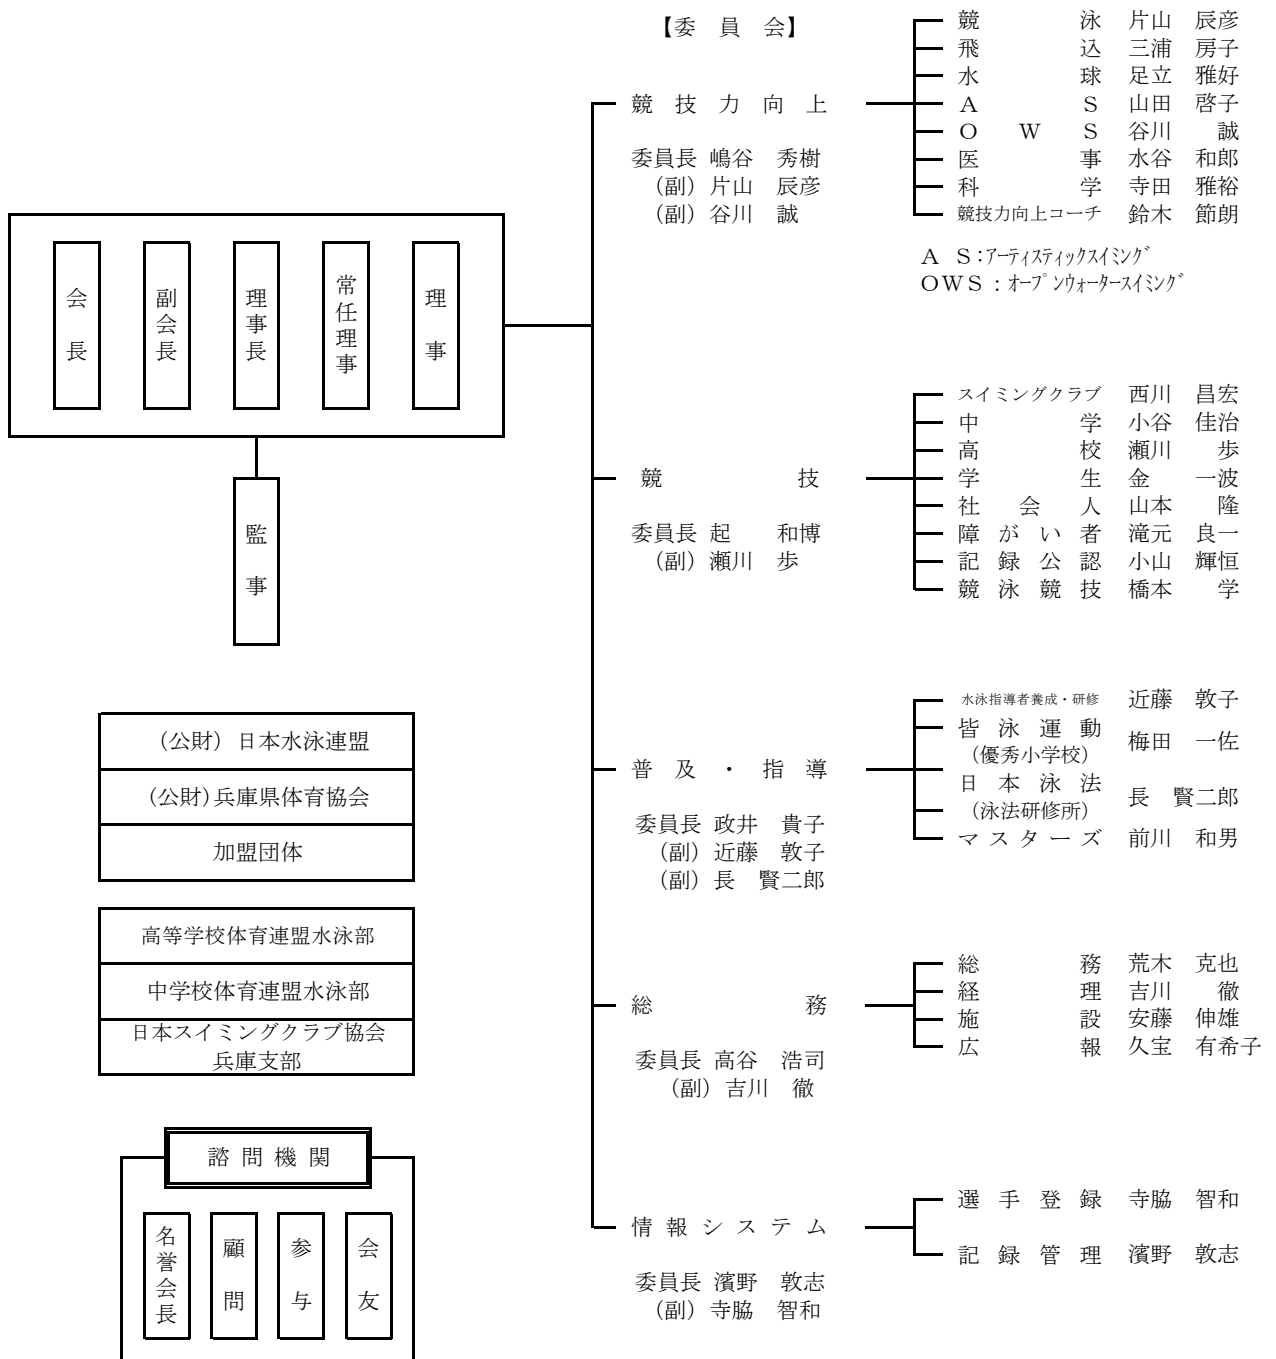 会長
副会長
理事長
常任理事
理事
監事
(公財) 日本水泳連盟
(公財)兵庫県体育協会
加盟団体
高等学校体育連盟水泳部
中学校体育連盟水泳部
日本スイミングクラブ協会
兵庫支部
諮問機関
名誉会長
顧問
参与
会友
【委員会】
競技力向上
委員長 嶋谷 秀樹
(副) 片山 辰彦
(副) 谷川 誠
競泳 片山 辰彦
飛込 三浦 房子
水球 足立 雅好
AS 山田 啓子
OWS 谷川 誠
医事 水谷 和郎
科学 寺田 雅裕
競技力向上コーチ 鈴木 節朗
A S:アーティスティックスイミング
OWS:オープンウォータースイミング
競技
委員長 起 和博
(副) 瀬川 歩
スイミングクラブ 西川 昌宏
中学 小谷 佳治
高校 瀬川 歩
学生 金 一波
社会人 山本 隆
障がい者 滝元 良一
記録公認 小山 輝恒
競泳競技 橋本 学
普及・指導
委員長 政井 貴子
(副) 近藤 敦子
(副) 長 賢二郎
水泳指導者養成・研修 近藤 敦子
皆泳運動
(優秀小学校) 梅田 一佐
日本泳法
(泳法研修所) 長 賢二郎
マスターズ 前川 和男
総務
委員長 高谷 浩司
(副) 吉川 徹
総務 荒木 克也
経理 吉川 徹
施設 安藤 伸雄
広報 久宝 有希子
情報システム
委員長 濱野 敦志
(副) 寺脇 智和
選手登録 寺脇 智和
記録管理 濱野 敦志